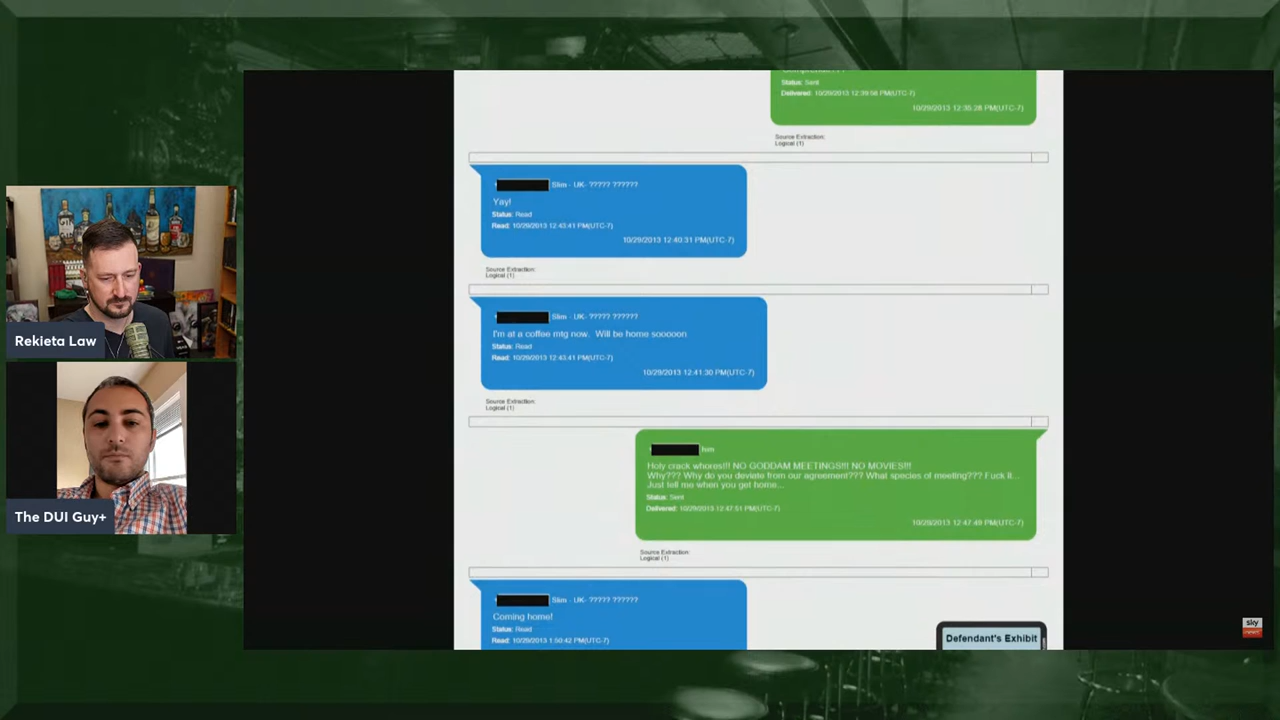 Status: Sent
Delivered: 10/29/2013 12:39:56 PM(UTC-7)
10/29/2013 12:35:28 PM(UTC-7)
Source Extraction:
Logical (1)
Slim - UK- ????? ??????
Yay!
Status: Read
Read: 10/29/2013 12:43:41 PM(UTC-7)
10/29/2013 12:40:31 PM(UTC-7)
Source Extraction:
Logical (1)
Slim - UK- ????? ??????
I'm at a coffee mtg now.  Will be home sooooon
Status: Read
Read: 10/29/2013 12:43:41 PM(UTC-7)
10/29/2013 12:41:30 PM(UTC-7)
Source Extraction:
Logical (1)
Holy crack whores!!! NO GODDAM MEETINGS!!! NO MOVIES!!!
Why??? Why do you deviate from our agreement??? What species of meeting??? Fuck it...
Just tell me when you get home...
Status: Sent
Delivered: 10/29/2013 12:47:51 PM(UTC-7)
10/29/2013 12:47:49 PM(UTC-7)
Source Extraction:
Logical (1)
Slim - UK- ????? ??????
Coming home!
Status: Read
Read: 10/29/2013 1:50:42 PM(UTC-7)
Defendant's Exhibit
Rekieta Law
The DUI Guy+
sky
news